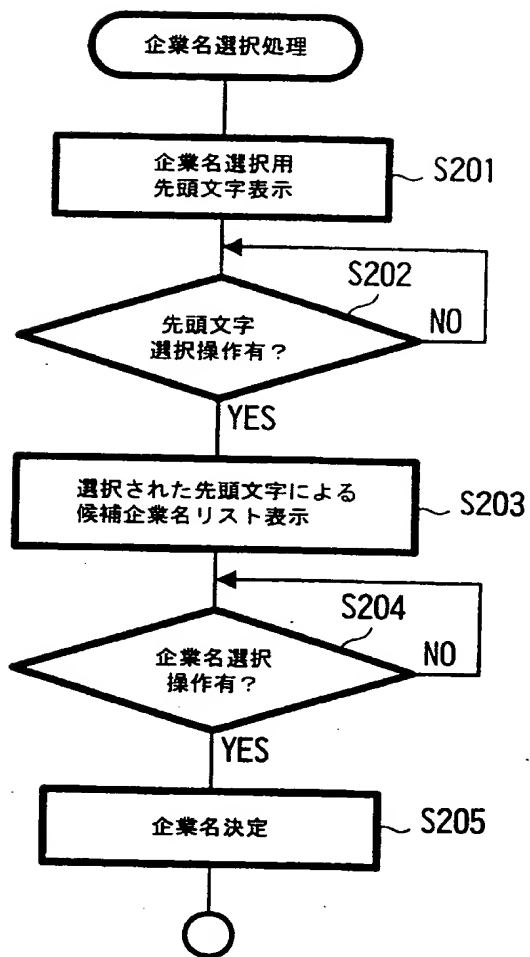 企業名選択処理
企業名選択用
先頭文字表示
S201
S202
先頭文字
選択操作有？
NO
YES
選択された先頭文字による
候補企業名リスト表示
S203
S204
企業名選択
操作有？
NO
YES
企業名決定
S205